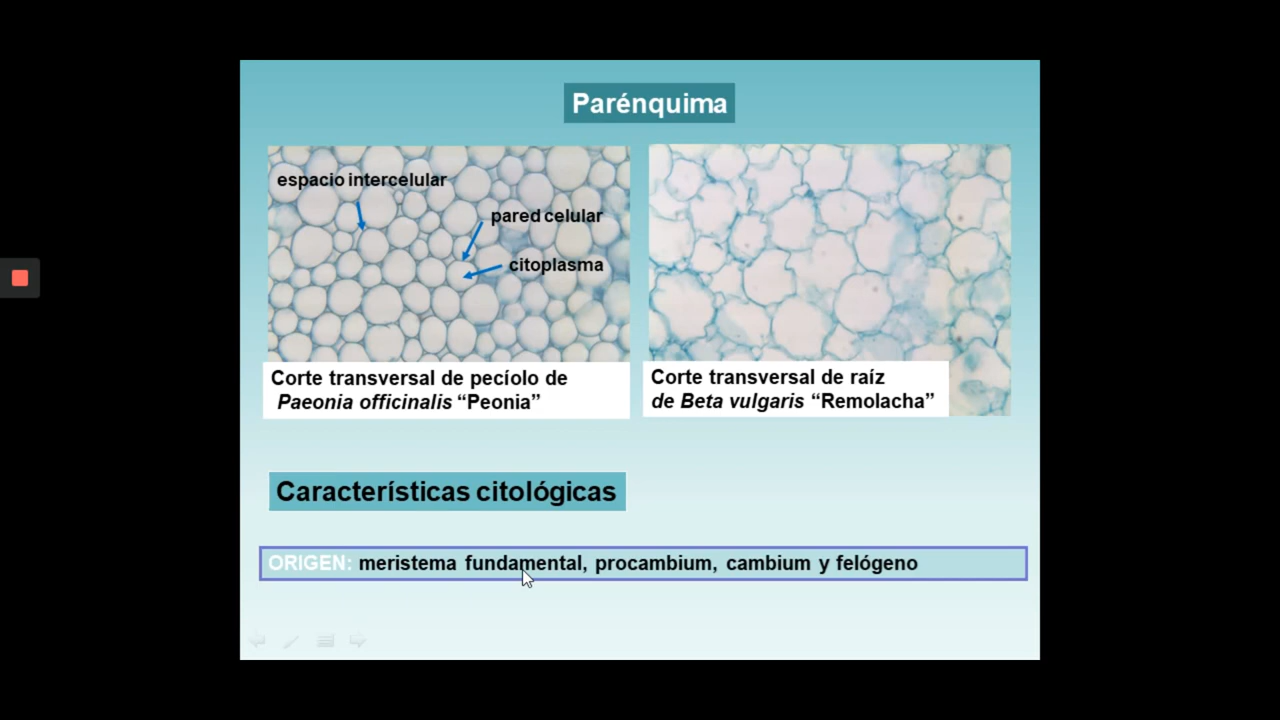 Parénquima
espacio intercelular
pared celular
citoplasma
Corte transversal de pecíolo de
Paeonia officinalis “Peonia”
Corte transversal de raíz
de Beta vulgaris “Remolacha”
Características citológicas
ORIGEN: meristema fundamental, procambium, cambium y felógeno